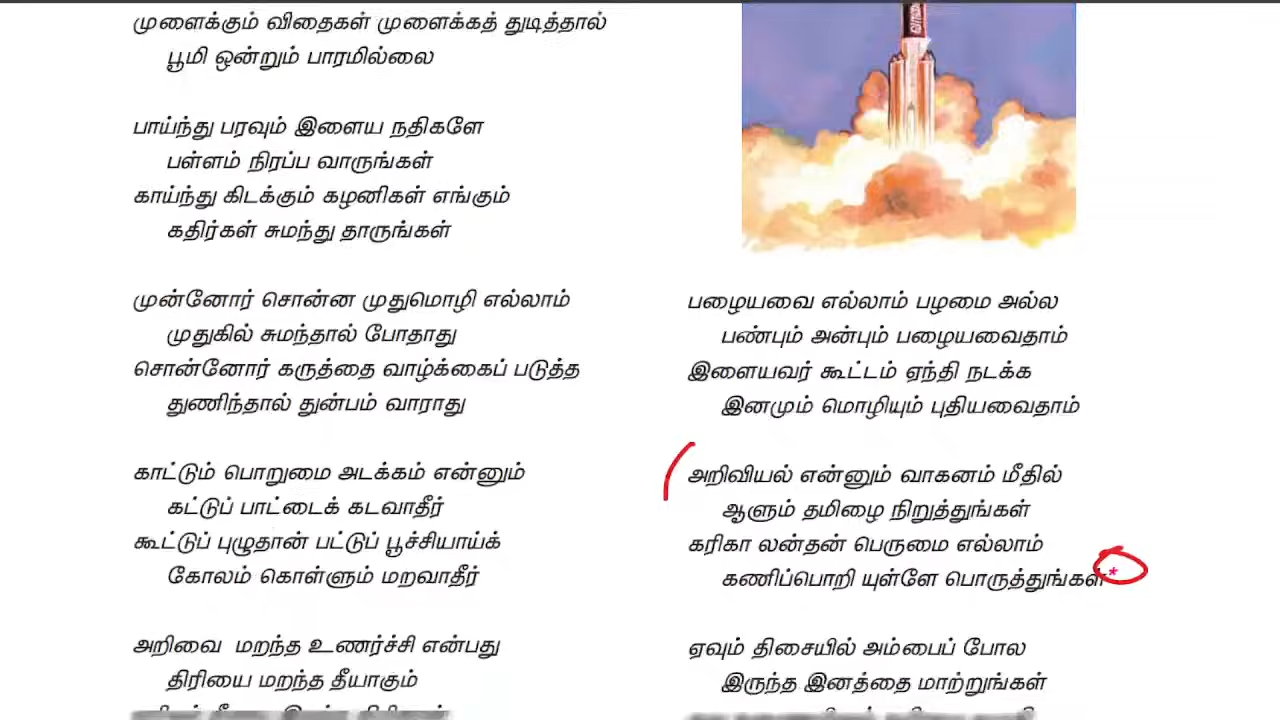 முளைக்கும் விதைகள் முளைக்கத் துடித்தால்
பூமி ஒன்றும் பாரமில்லை
பாய்ந்து பரவும் இளைய நதிகளே
பள்ளம் நிரப்ப வாருங்கள்
காய்ந்து கிடக்கும் கழனிகள் எங்கும்
கதிர்கள் சுமந்து தாருங்கள்
முன்னோர் சொன்ன முதுமொழி எல்லாம்
முதுகில் சுமந்தால் போதாது
சொன்னோர் கருத்தை வாழ்க்கைப் படுத்த
துணிந்தால் துன்பம் வாராது
காட்டும் பொறுமை அடக்கம் என்னும்
கட்டுப் பாட்டைக் கடவாதீர்
கூட்டுப் புழுதான் பட்டுப் பூச்சியாய்க்
கோலம் கொள்ளும் மறவாதீர்
அறிவை மறந்த உணர்ச்சி என்பது
திரியை மறந்த தீயாகும்
பழையவை எல்லாம் பழமை அல்ல
பண்பும் அன்பும் பழையவைதாம்
இளையவர் கூட்டம் ஏந்தி நடக்க
இனமும் மொழியும் புதியவைதாம்
அறிவியல் என்னும் வாகனம் மீதில்
ஆளும் தமிழை நிறுத்துங்கள்
கரிகா லன்தன் பெருமை எல்லாம்
கணிப்பொறி யுள்ளே பொருத்துங்கள்*
ஏவும் திசையில் அம்பைப் போல
இருந்த இனத்தை மாற்றுங்கள்